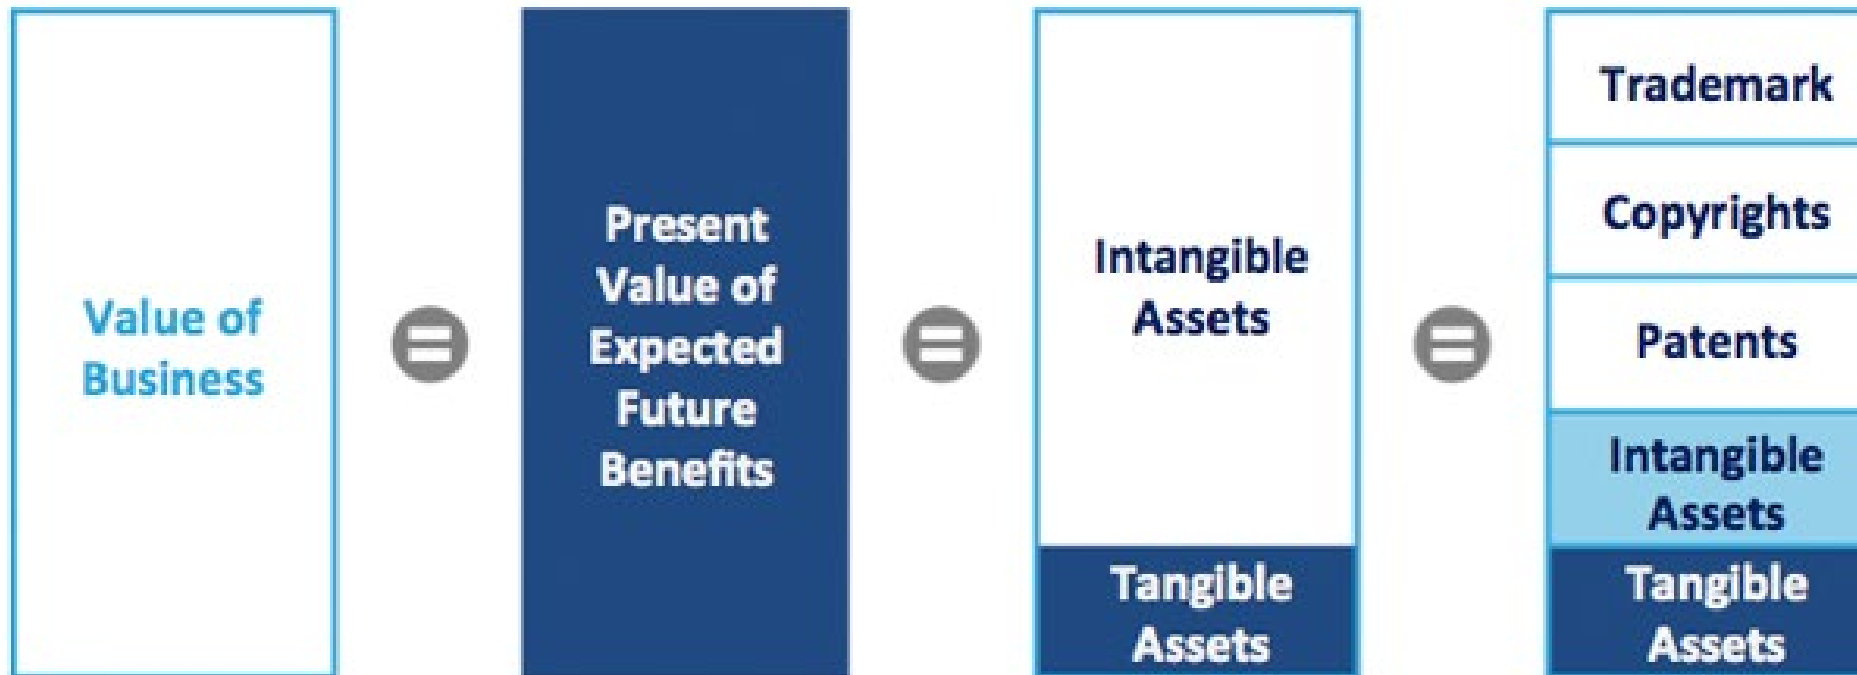 Value of
Business
Present
Value of
Expected
Future
Benefits
Intangible
Assets
Tangible
Assets
Trademark
Copyrights
Patents
Intangible
Assets
Tangible
Assets